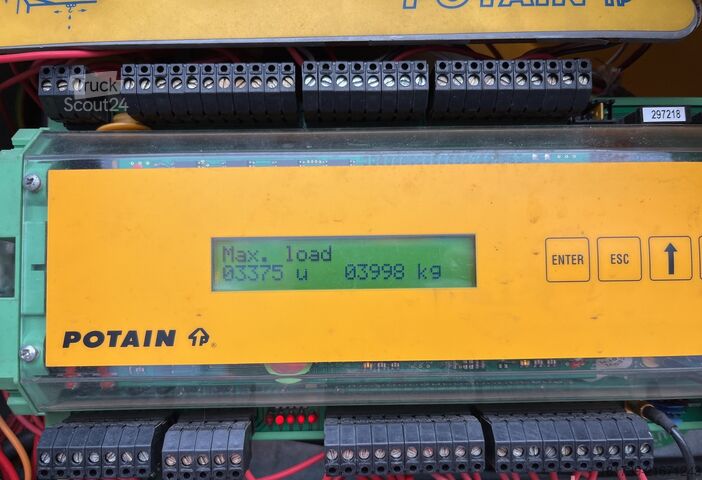 POTAIN
Truck
Scout24
297218
Max. load
03375 u 03998 kg
ENTER
ESC
POTAIN